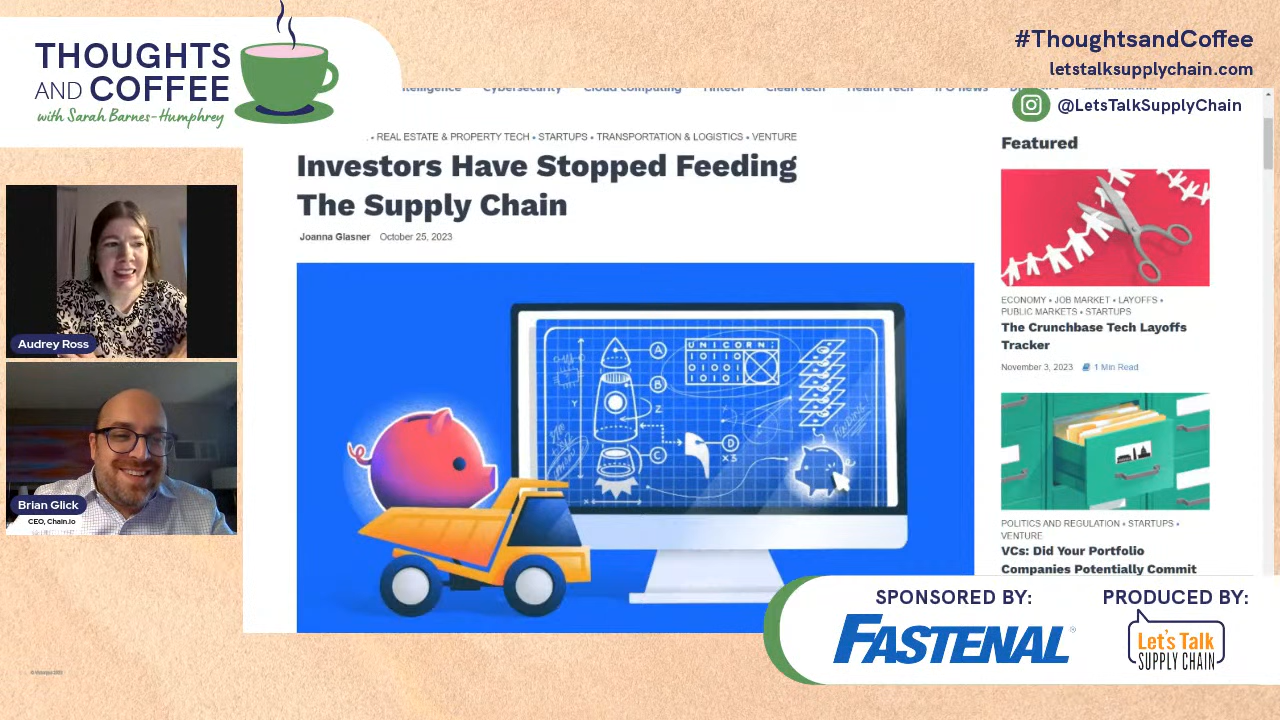 THOUGHTS
AND COFFEE
with Sarah Barnes-Humphrey
#ThoughtsandCoffee
letstalksupplychain.com
@LetsTalkSupplyChain
Cybersecurity Cloud computing Clean tech Health Tech
• REAL ESTATE & PROPERTY TECH • STARTUPS • TRANSPORTATION & LOGISTICS • VENTURE
Investors Have Stopped Feeding
The Supply Chain
Joanna Glasner October 25, 2023
UNICORN:
10110
01011
10101
A
B
C
D
X3
Y
Z
X
Featured
ECONOMY • JOB MARKET • LAYOFFS •
PUBLIC MARKETS • STARTUPS
The Crunchbase Tech Layoffs
Tracker
November 3, 2023 1 Min Read
POLITICS AND REGULATION • STARTUPS •
VENTURE
VCs: Did Your Portfolio
Companies Potentially Commit
Audrey Ross
Brian Glick
CEO, Chain.io
SPONSORED BY:
FASTENAL®
PRODUCED BY:
Let's Talk
SUPPLY CHAIN